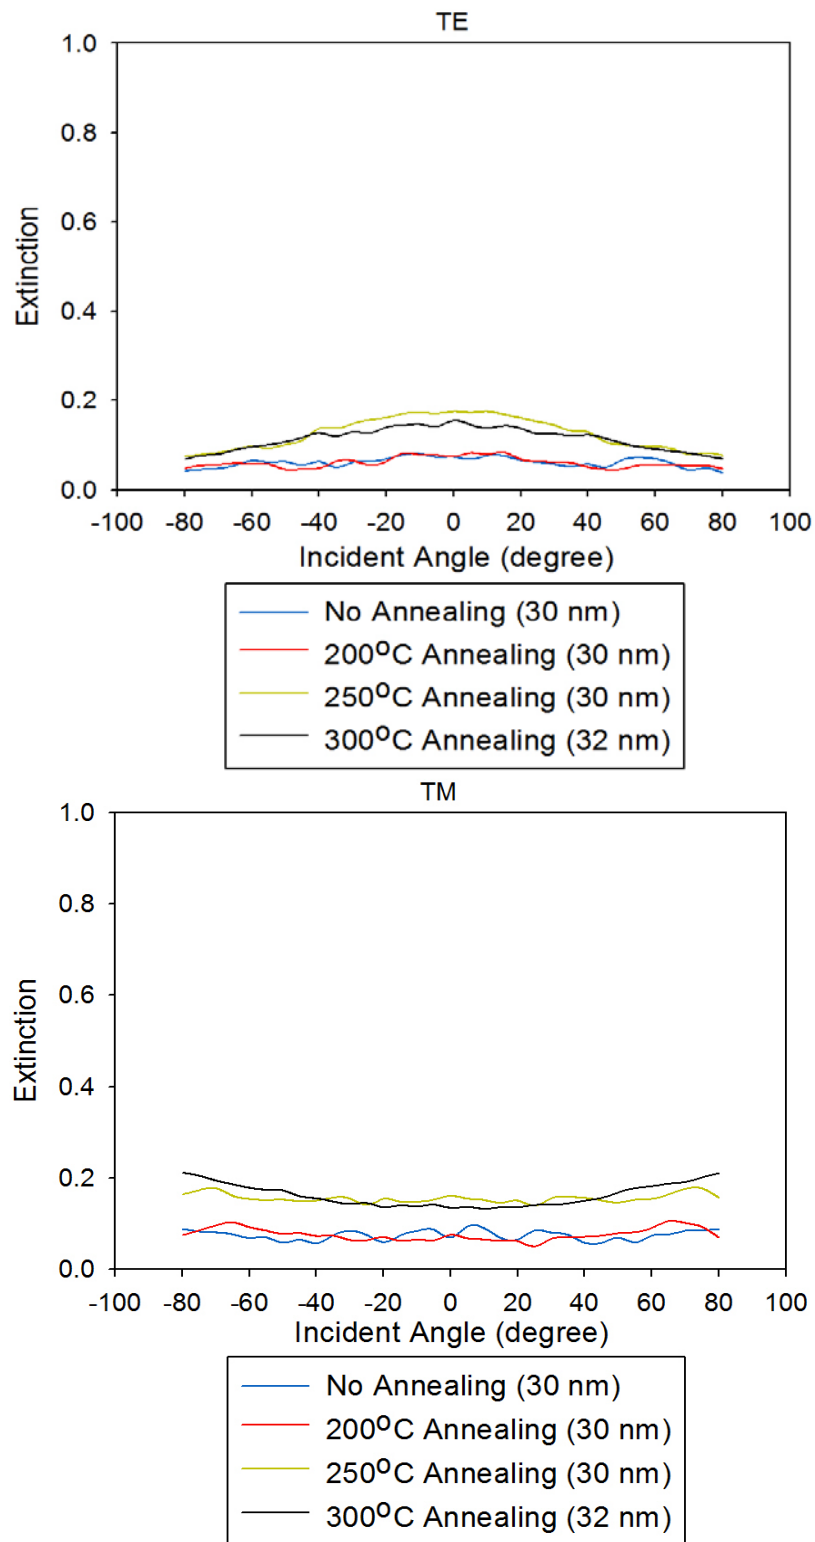 TE
1.0
0.8
0.6
0.4
0.2
0.0
Extinction
-100 -80 -60 -40 -20 0 20 40 60 80 100
Incident Angle (degree)
No Annealing (30 nm)
200ºC Annealing (30 nm)
250ºC Annealing (30 nm)
300ºC Annealing (32 nm)
TM
1.0
0.8
0.6
0.4
0.2
0.0
Extinction
-100 -80 -60 -40 -20 0 20 40 60 80 100
Incident Angle (degree)
No Annealing (30 nm)
200ºC Annealing (30 nm)
250ºC Annealing (30 nm)
300ºC Annealing (32 nm)